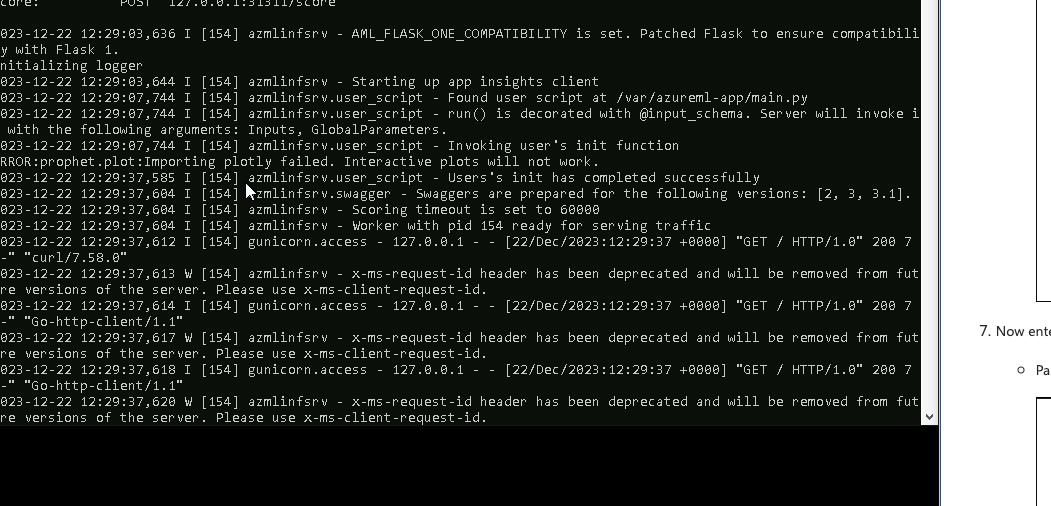 core:          POST  127.0.0.1:31311/score
023-12-22 12:29:03,636 I [154] azmlinfsrv - AML_FLASK_ONE_COMPATIBILITY is set. Patched Flask to ensure compatibili
y with Flask 1.
nitializing logger
023-12-22 12:29:03,644 I [154] azmlinfsrv - Starting up app insights client
023-12-22 12:29:07,744 I [154] azmlinfsrv.user_script - Found user script at /var/azureml-app/main.py
023-12-22 12:29:07,744 I [154] azmlinfsrv.user_script - run() is decorated with @input_schema. Server will invoke i
 with the following arguments: Inputs, GlobalParameters.
023-12-22 12:29:07,744 I [154] azmlinfsrv.user_script - Invoking user's init function
RROR:prophet.plot:Importing plotly failed. Interactive plots will not work.
023-12-22 12:29:37,585 I [154] azmlinfsrv.user_script - Users's init has completed successfully
023-12-22 12:29:37,604 I [154] azmlinfsrv.swagger - Swaggers are prepared for the following versions: [2, 3, 3.1].
023-12-22 12:29:37,604 I [154] azmlinfsrv - Scoring timeout is set to 60000
023-12-22 12:29:37,604 I [154] azmlinfsrv - Worker with pid 154 ready for serving traffic
023-12-22 12:29:37,612 I [154] gunicorn.access - 127.0.0.1 - - [22/Dec/2023:12:29:37 +0000] "GET / HTTP/1.0" 200 7
-" "curl/7.58.0"
023-12-22 12:29:37,613 W [154] azmlinfsrv - x-ms-request-id header has been deprecated and will be removed from fut
re versions of the server. Please use x-ms-client-request-id.
023-12-22 12:29:37,614 I [154] gunicorn.access - 127.0.0.1 - - [22/Dec/2023:12:29:37 +0000] "GET / HTTP/1.0" 200 7
-" "Go-http-client/1.1"
023-12-22 12:29:37,617 W [154] azmlinfsrv - x-ms-request-id header has been deprecated and will be removed from fut
re versions of the server. Please use x-ms-client-request-id.
023-12-22 12:29:37,618 I [154] gunicorn.access - 127.0.0.1 - - [22/Dec/2023:12:29:37 +0000] "GET / HTTP/1.0" 200 7
-" "Go-http-client/1.1"
023-12-22 12:29:37,620 W [154] azmlinfsrv - x-ms-request-id header has been deprecated and will be removed from fut
re versions of the server. Please use x-ms-client-request-id.
7. Now ente
○ Pa